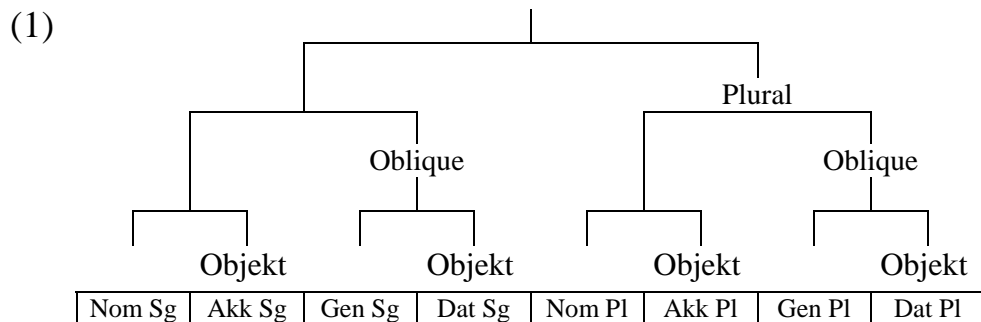 (1)
Plural
Oblique Oblique
Objekt Objekt Objekt Objekt
Nom Sg Akk Sg Gen Sg Dat Sg Nom Pl Akk Pl Gen Pl Dat Pl